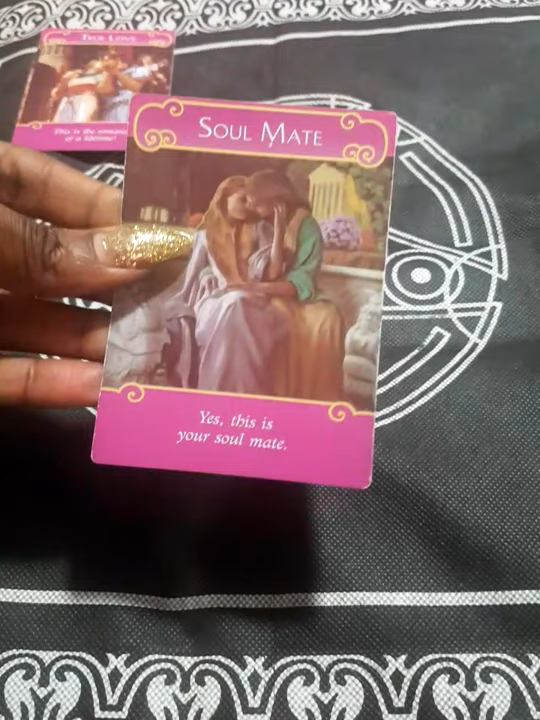 TRUE LOVE
This is the romance
of a lifetime!
SOUL MATE
Yes, this is
your soul mate.